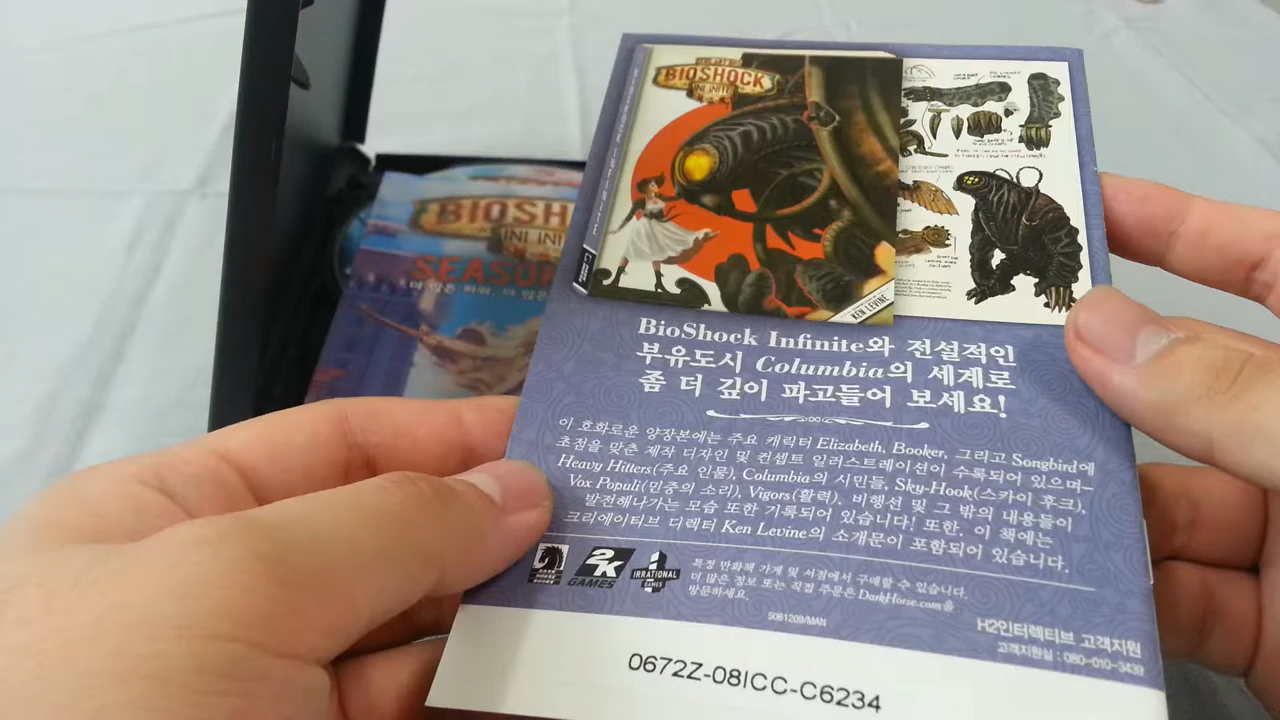 THE ART OF
BIOSHOCK
INFINITE
BIOSHOCK INFINITE
KEN LEVINE
BIOSH
INI INI
SEASO
더 많은 파워, 더 많은
BioShock Infinite와 전설적인
부유도시 Columbia의 세계로
좀 더 깊이 파고들어 보세요!
이 호화로운 양장본에는 주요 캐릭터 Elizabeth, Booker, 그리고 Songbird에
초점을 맞춘 제작 디자인 및 컨셉트 일러스트레이션이 수록되어 있으며–
Heavy Hitters(주요 인물), Columbia의 시민들, Sky-Hook(스카이 후크),
Vox Populi(민중의 소리), Vigors(활력), 비행선 및 그 밖의 내용들이
발전해나가는 모습 또한 기록되어 있습니다! 또한, 이 책에는
크리에이티브 디렉터 Ken Levine의 소개문이 포함되어 있습니다.
DARK
HORSE
BOOKS
2K
GAMES
IRRATIONAL
GAMES
특정 만화책 가게 및 서점에서 구매할 수 있습니다.
더 많은 정보 또는 직접 주문은 DarkHorse.com을
방문하세요.
5061209/MAN
H2인터렉티브 고객지원
고객지원실 : 080-010-3439
0672Z-08ICC-C6234